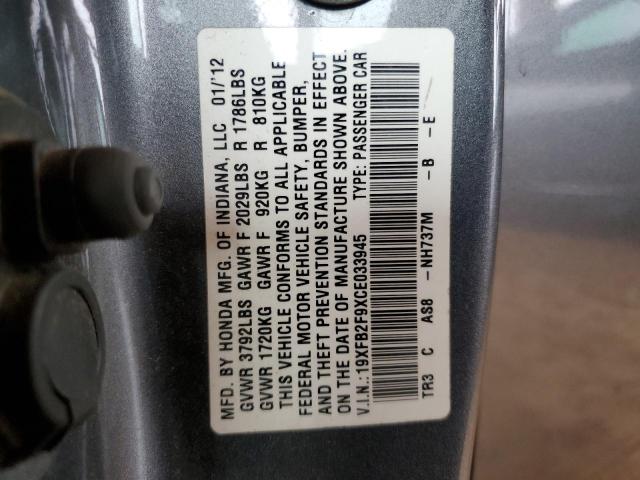 MFD. BY HONDA MFG. OF INDIANA, LLC 01/'12
GVWR 3792LBS GAWR F 2029LBS R 1786LBS
GVWR 1720KG GAWR F 920KG R 810KG
THIS VEHICLE CONFORMS TO ALL APPLICABLE
FEDERAL MOTOR VEHICLE SAFETY, BUMPER,
AND THEFT PREVENTION STANDARDS IN EFFECT
ON THE DATE OF MANUFACTURE SHOWN ABOVE.
V.I.N.: 19XFB2F9XCE033945 TYPE: PASSENGER CAR
TR3 C AS8 -NH737M -B -E